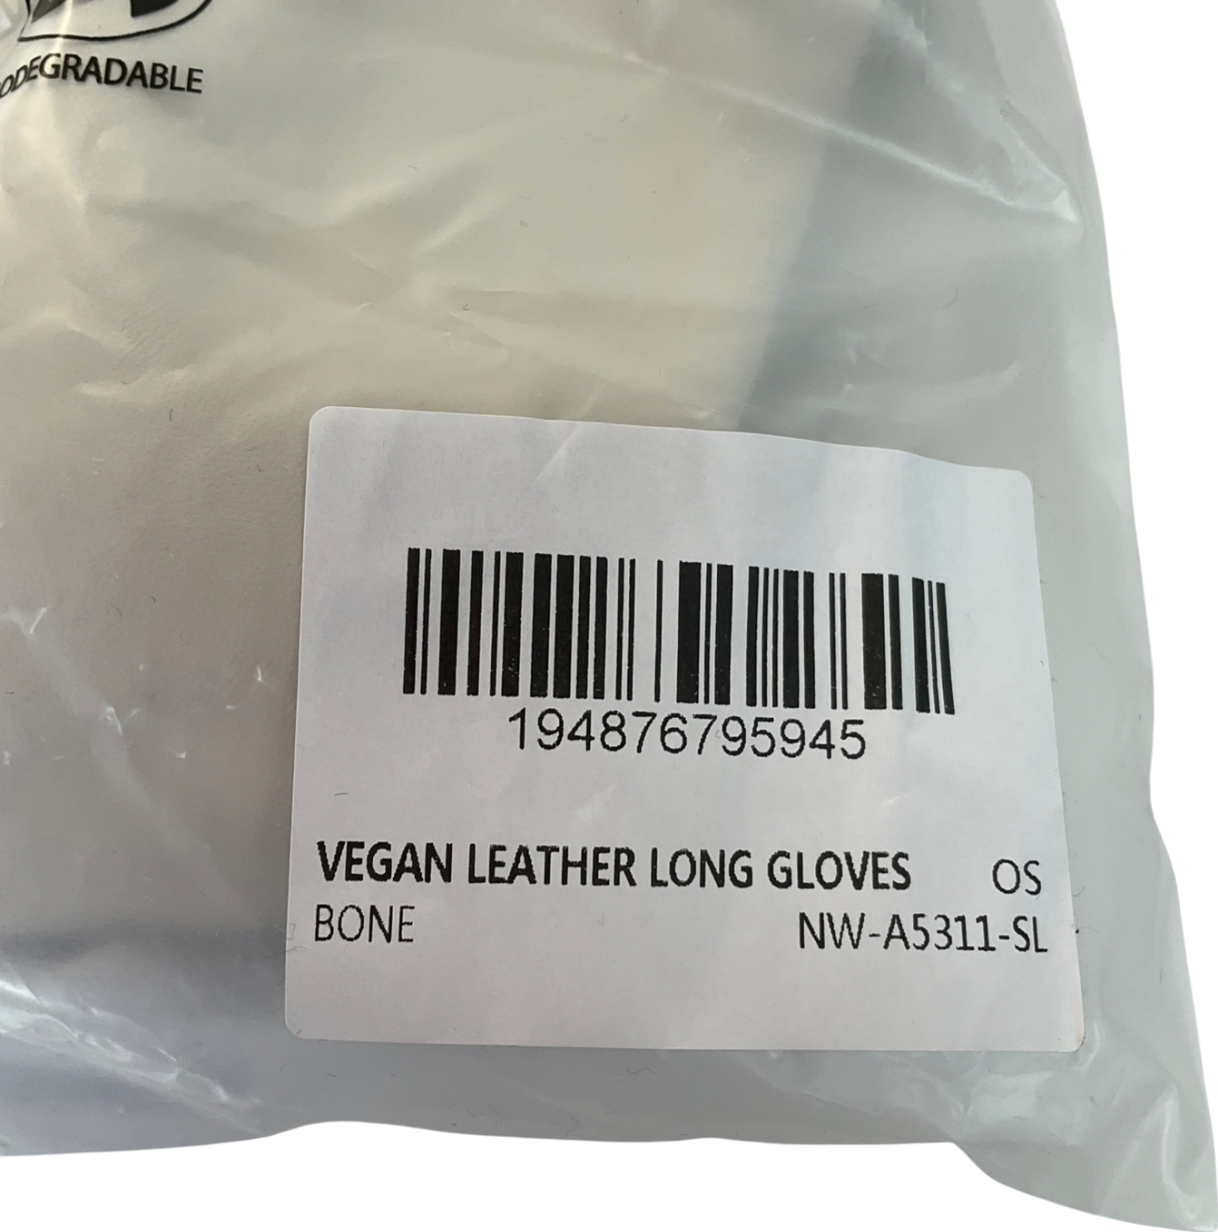 ODEGRADABLE
194876795945
VEGAN LEATHER LONG GLOVES OS
BONE NW-A5311-SL